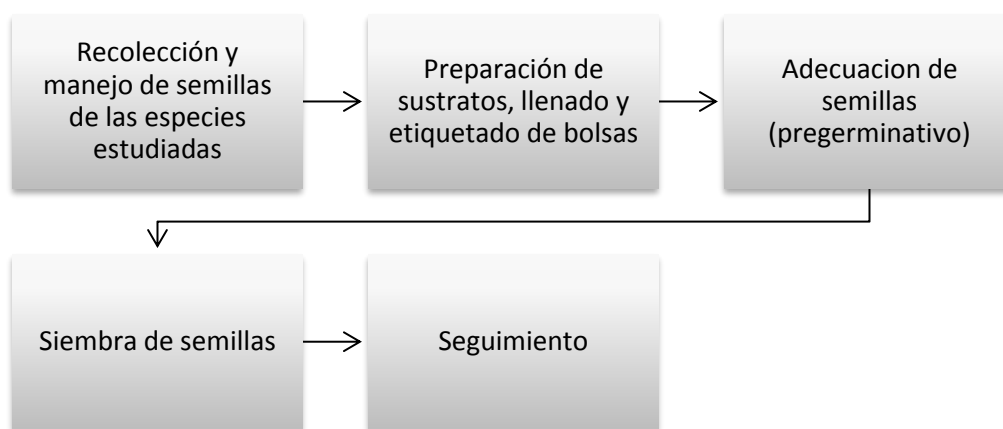 Recolección y
manejo de semillas
de las especies
estudiadas
Preparación de
sustratos, llenado y
etiquetado de bolsas
Adecuacion de
semillas
(pregerminativo)
Siembra de semillas
Seguimiento